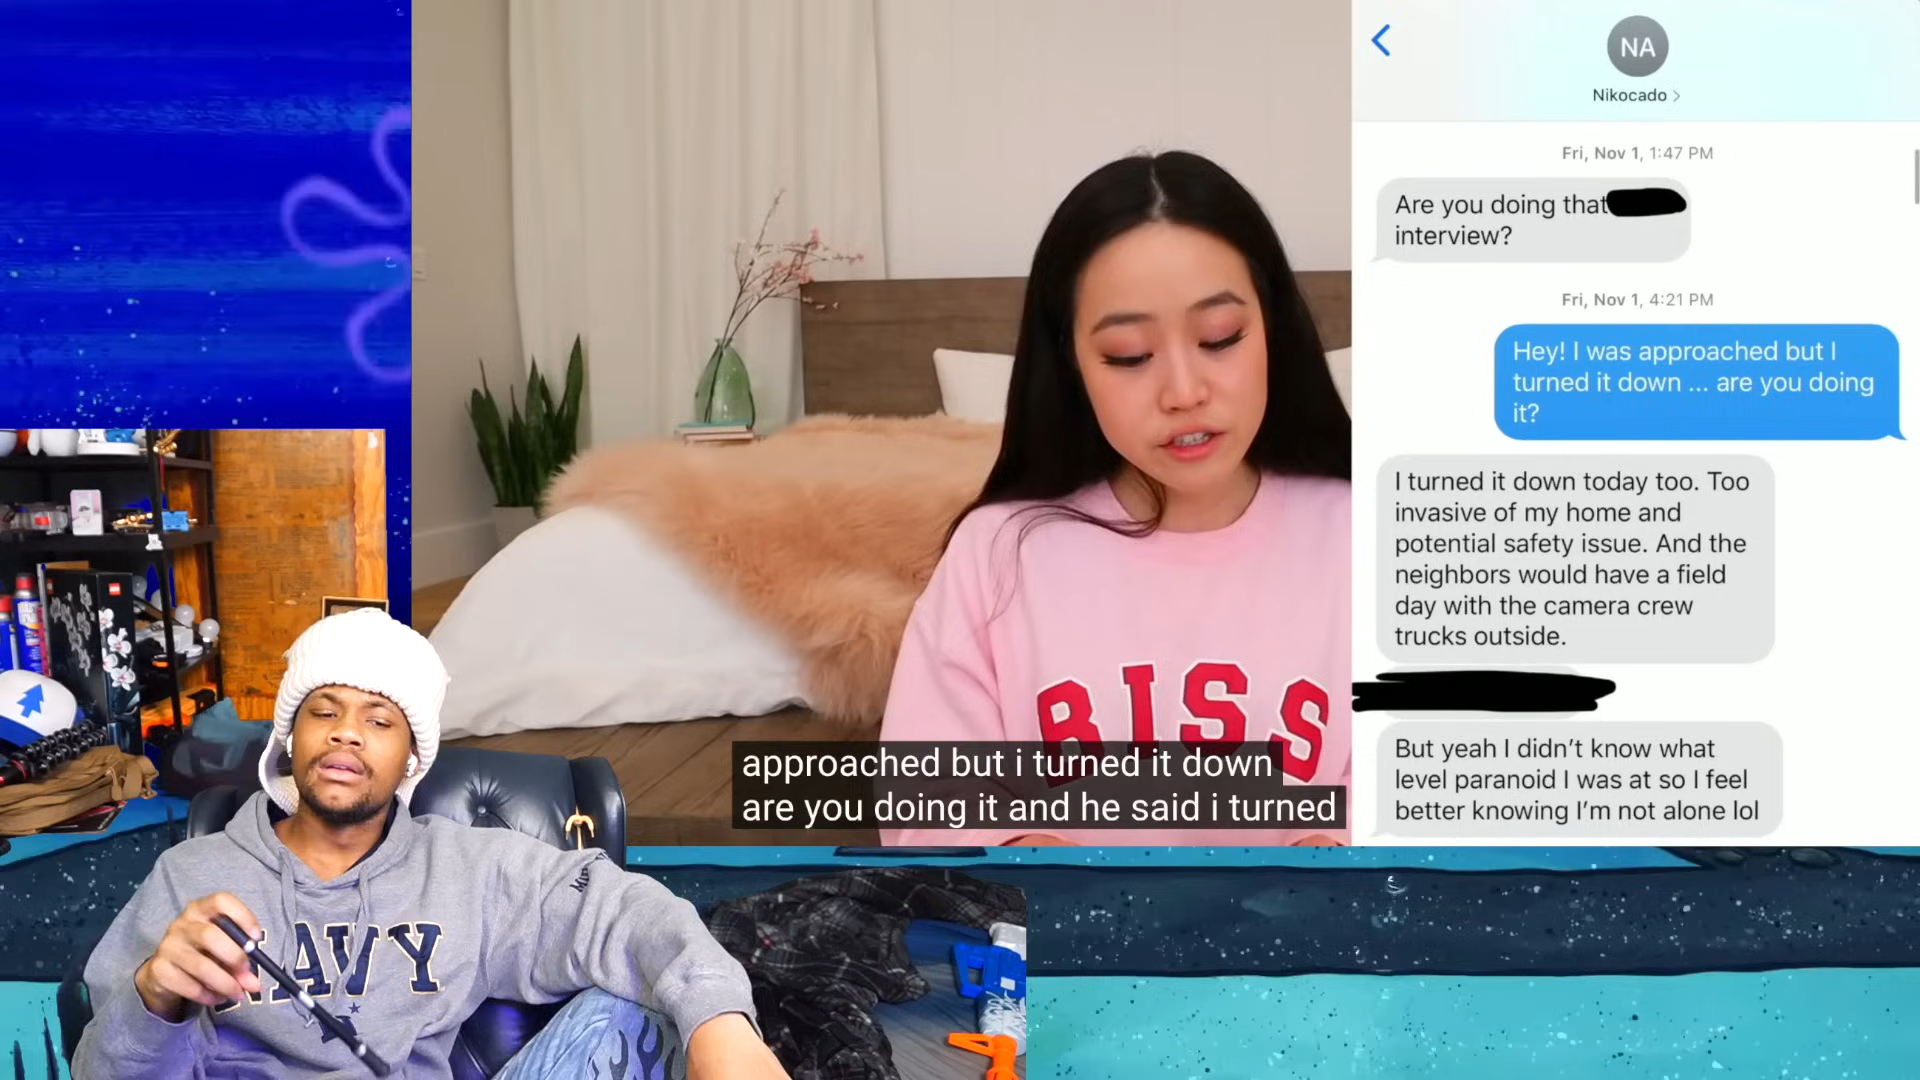 NA
Nikocado
Fri, Nov 1, 1:47 PM
Are you doing that
interview?
Fri, Nov 1, 4:21 PM
Hey! I was approached but I
turned it down ... are you doing
it?
I turned it down today too. Too
invasive of my home and
potential safety issue. And the
neighbors would have a field
day with the camera crew
trucks outside.
But yeah I didn't know what
level paranoid I was at so I feel
better knowing I'm not alone lol
BISS
approached but i turned it down
are you doing it and he said i turned
NAVY